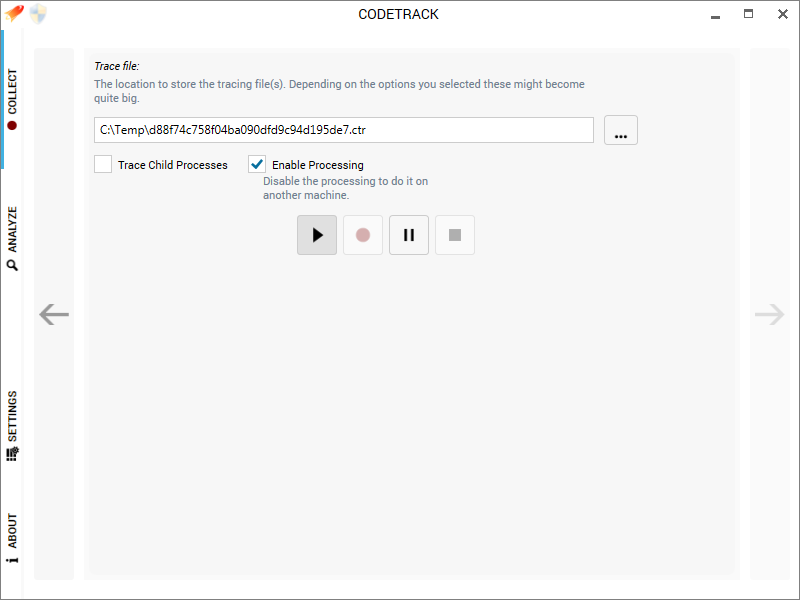 CODETRACK
COLLECT
ANALYZE
SETTINGS
ABOUT
Trace file:
The location to store the tracing file(s). Depending on the options you selected these might become
quite big.
C:\Temp\d88f74c758f04ba090dfd9c94d195de7.ctr
...
Trace Child Processes
Enable Processing
Disable the processing to do it on
another machine.